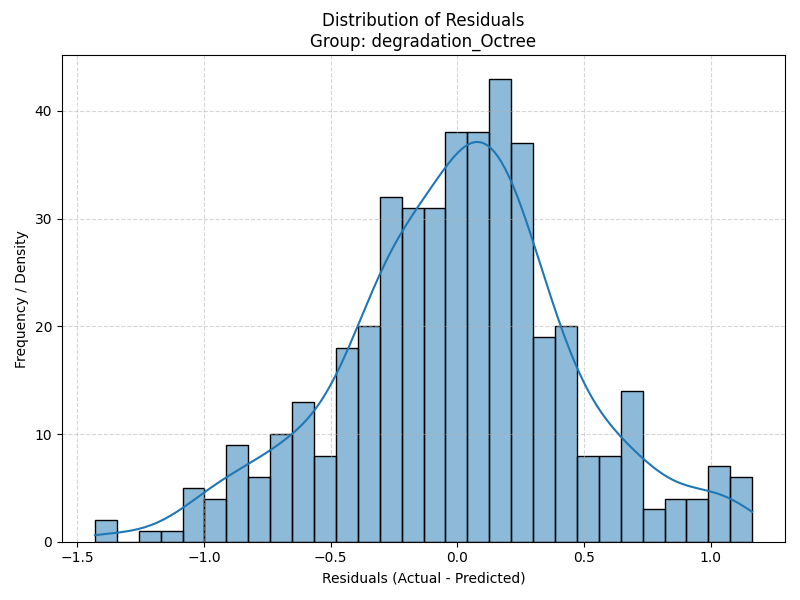 Distribution of Residuals
Group: degradation_Octree
Frequency / Density
40
30
20
10
0
−1.5
−1.0
−0.5
0.0
0.5
1.0
Residuals (Actual - Predicted)